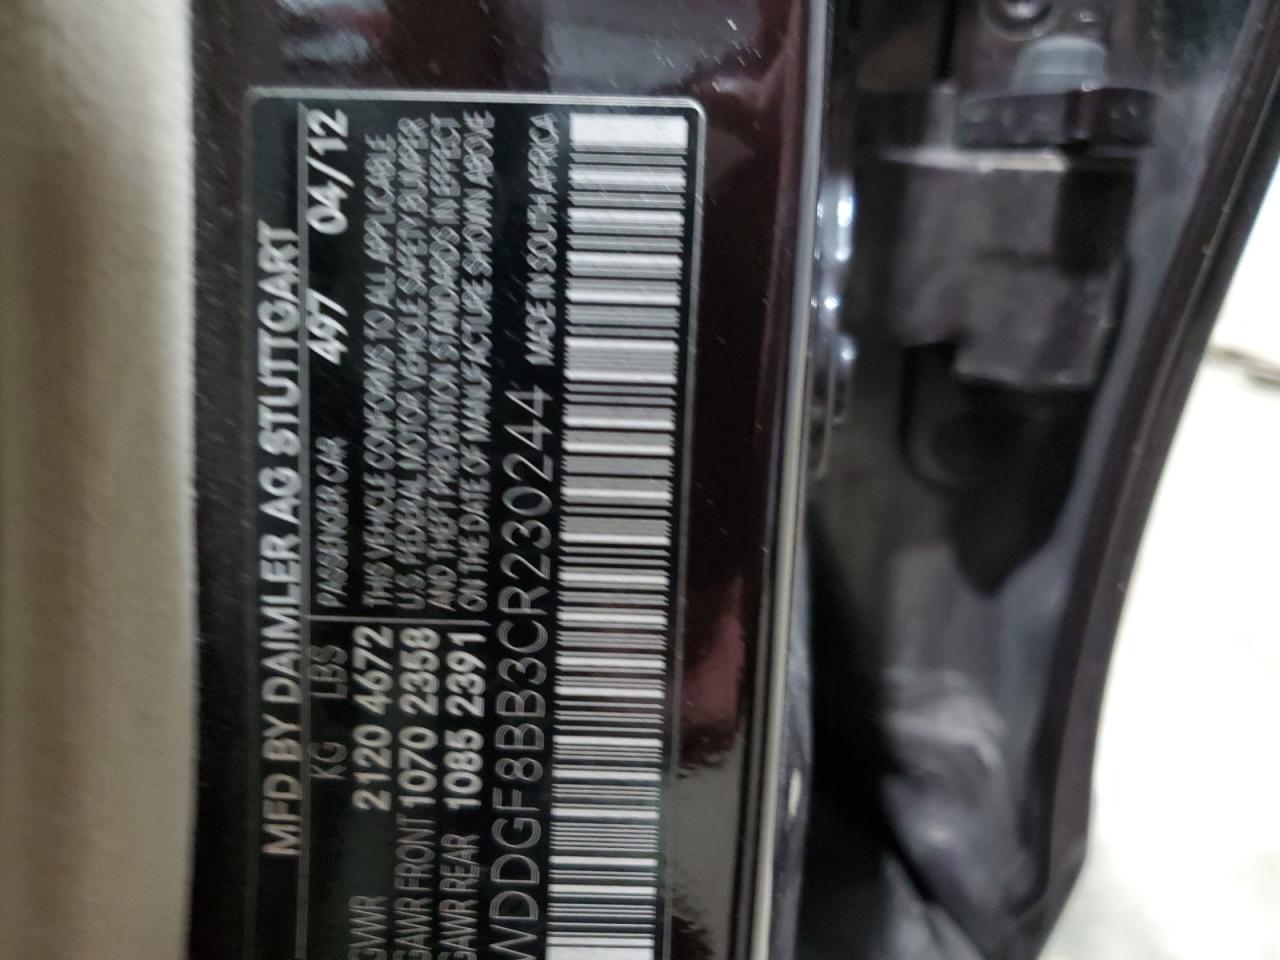 MFD BY DAIMLER AG STUTTGART
KG LBS PASSENGER CAR 497 04/12
GVWR 2120 4672
GAWR FRONT 1070 2358
GAWR REAR 1085 2391
THIS VEHICLE CONFORMS TO ALL APPLICABLE
U.S. FEDERAL MOTOR VEHICLE SAFETY BUMPER
AND THEFT PREVENTION STANDARDS IN EFFECT
ON THE DATE OF MANUFACTURE SHOWN ABOVE
WDDGF8BB3CR230244 MADE IN SOUTH AFRICA